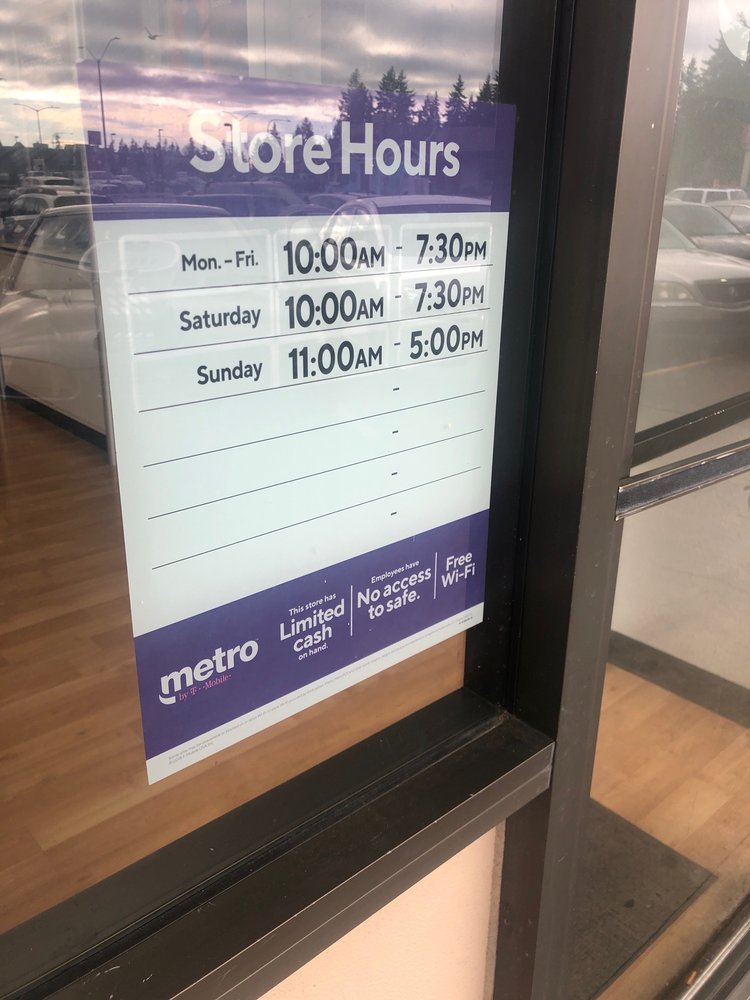 Store Hours
Mon.–Fri. 10:00AM - 7:30PM
Saturday 10:00AM - 7:30PM
Sunday 11:00AM - 5:00PM
-
-
-
-
metro
by T-Mobile
This store has
Limited
cash
on hand.
Employees have
No access
to safe.
Free
Wi-Fi